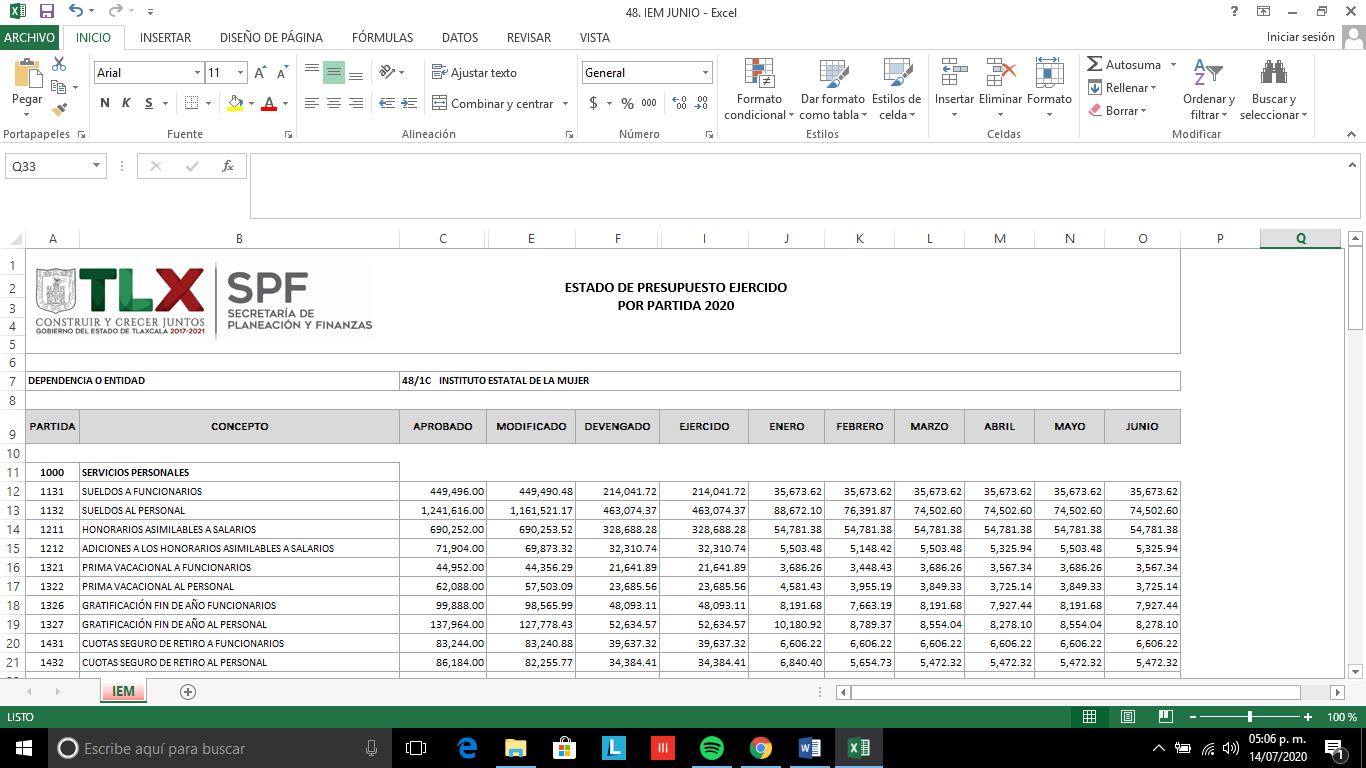 48. IEM JUNIO - Excel
ARCHIVO INICIO INSERTAR DISEÑO DE PÁGINA FÓRMULAS DATOS REVISAR VISTA Iniciar sesión
Pegar Arial 11 Ajustar texto General Formato condicional Dar formato como tabla Estilos de celda Insertar Eliminar Formato Autosuma Rellenar Borrar Ordenar y filtrar Buscar y seleccionar
N K S Combinar y centrar $ % 000
Portapapeles Fuente Alineación Número Estilos Celdas Modificar
Q33 fx
A B C E F I J K L M N O P Q
1
2
3
4
5
TLX SPF
SECRETARÍA DE
PLANEACIÓN Y FINANZAS
CONSTRUIR Y CRECER JUNTOS
GOBIERNO DEL ESTADO DE TLAXCALA 2017-2021
ESTADO DE PRESUPUESTO EJERCIDO
POR PARTIDA 2020
6
7 DEPENDENCIA O ENTIDAD 48/1C INSTITUTO ESTATAL DE LA MUJER
8
9 PARTIDA CONCEPTO APROBADO MODIFICADO DEVENGADO EJERCIDO ENERO FEBRERO MARZO ABRIL MAYO JUNIO
10
11 1000 SERVICIOS PERSONALES
12 1131 SUELDOS A FUNCIONARIOS 449,496.00 449,490.48 214,041.72 214,041.72 35,673.62 35,673.62 35,673.62 35,673.62 35,673.62 35,673.62
13 1132 SUELDOS AL PERSONAL 1,241,616.00 1,161,521.17 463,074.37 463,074.37 88,672.10 76,391.87 74,502.60 74,502.60 74,502.60 74,502.60
14 1211 HONORARIOS ASIMILABLES A SALARIOS 690,252.00 690,253.52 328,688.28 328,688.28 54,781.38 54,781.38 54,781.38 54,781.38 54,781.38 54,781.38
15 1212 ADICIONES A LOS HONORARIOS ASIMILABLES A SALARIOS 71,904.00 69,873.32 32,310.74 32,310.74 5,503.48 5,148.42 5,503.48 5,325.94 5,503.48 5,325.94
16 1321 PRIMA VACACIONAL A FUNCIONARIOS 44,952.00 44,356.29 21,641.89 21,641.89 3,686.26 3,448.43 3,686.26 3,567.34 3,686.26 3,567.34
17 1322 PRIMA VACACIONAL AL PERSONAL 62,088.00 57,503.09 23,685.56 23,685.56 4,581.43 3,955.19 3,849.33 3,725.14 3,849.33 3,725.14
18 1326 GRATIFICACIÓN FIN DE AÑO FUNCIONARIOS 99,888.00 98,565.99 48,093.11 48,093.11 8,191.68 7,663.19 8,191.68 7,927.44 8,191.68 7,927.44
19 1327 GRATIFICACIÓN FIN DE AÑO AL PERSONAL 137,964.00 127,778.43 52,634.57 52,634.57 10,180.92 8,789.37 8,554.04 8,278.10 8,554.04 8,278.10
20 1431 CUOTAS SEGURO DE RETIRO A FUNCIONARIOS 83,244.00 83,240.88 39,637.32 39,637.32 6,606.22 6,606.22 6,606.22 6,606.22 6,606.22 6,606.22
21 1432 CUOTAS SEGURO DE RETIRO AL PERSONAL 86,184.00 82,255.77 34,384.41 34,384.41 6,840.40 5,654.73 5,472.32 5,472.32 5,472.32 5,472.32
IEM
LISTO 100 %
Escribe aquí para buscar 05:06 p. m.
14/07/2020 1